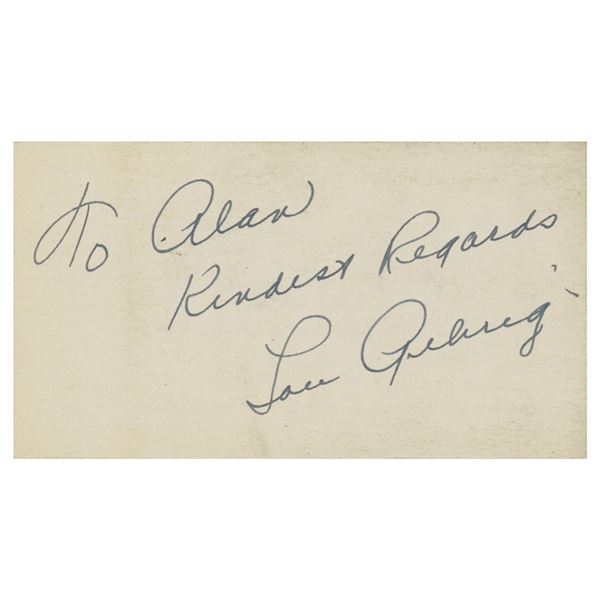 To Alan
Kindest Regards
Lou Gehrig